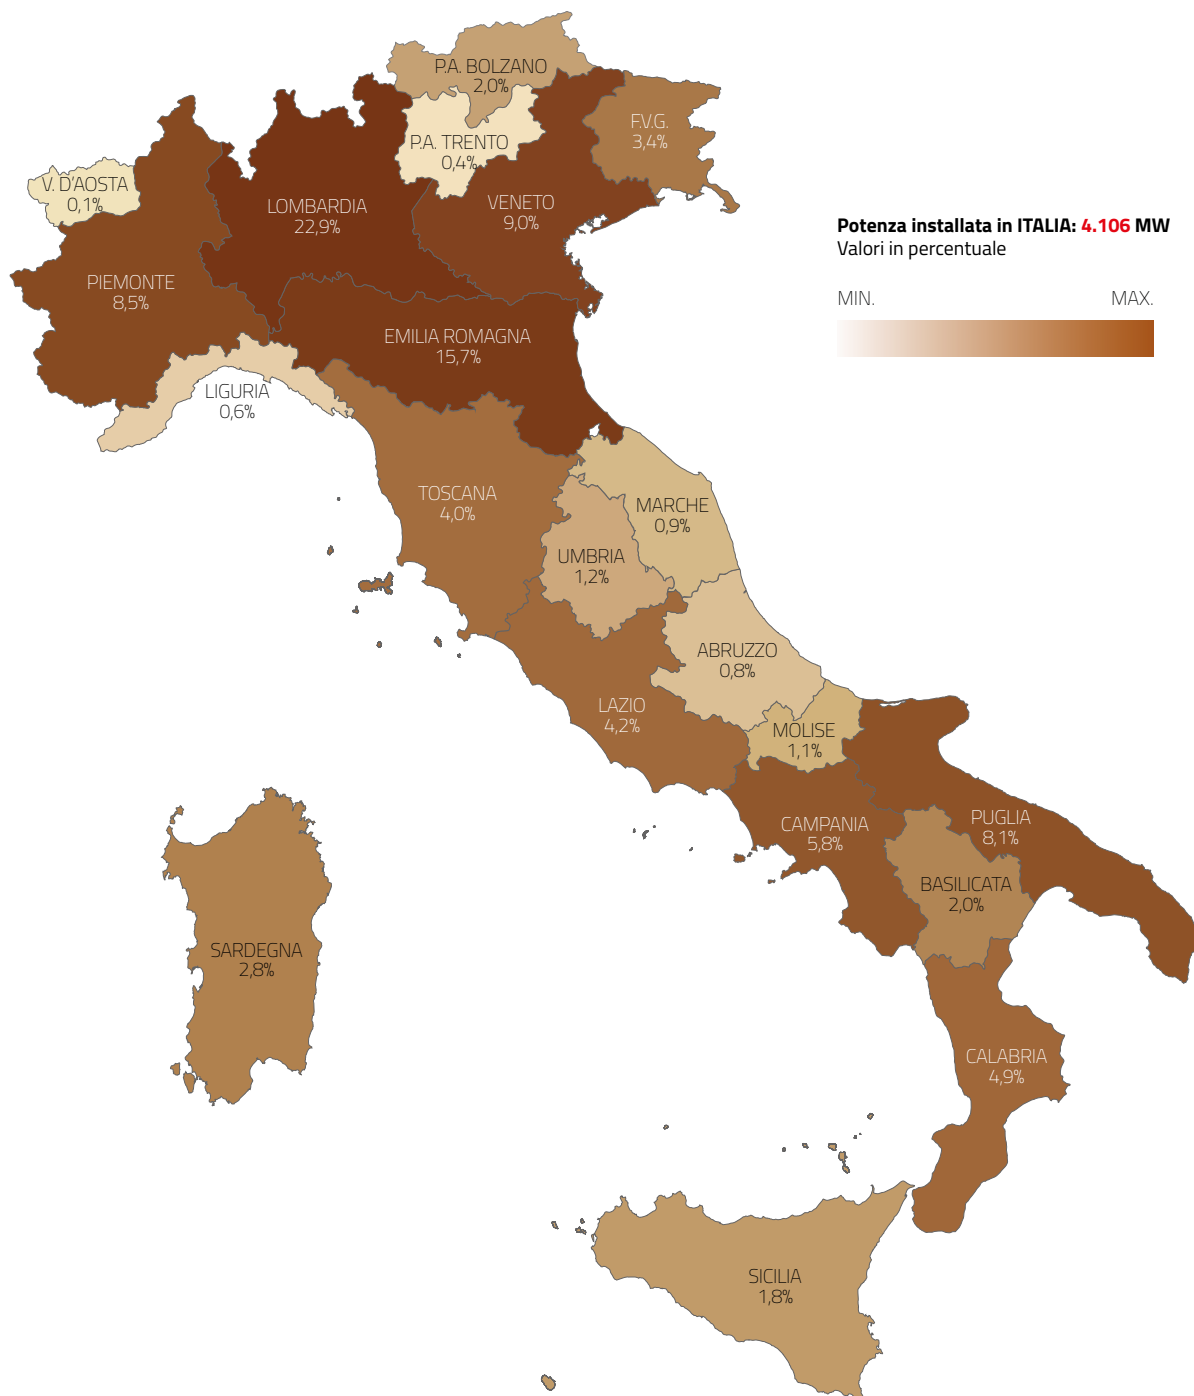 P.A. BOLZANO
2,0%
F.V.G.
3,4%
P.A. TRENTO
0,4%
V. D'AOSTA
0,1%
LOMBARDIA
22,9%
VENETO
9,0%
Potenza installata in ITALIA: 4.106 MW
Valori in percentuale
MIN. MAX.
PIEMONTE
8,5%
EMILIA ROMAGNA
15,7%
LIGURIA
0,6%
TOSCANA
4,0%
MARCHE
0,9%
UMBRIA
1,2%
ABRUZZO
0,8%
LAZIO
4,2%
MOLISE
1,1%
CAMPANIA
5,8%
PUGLIA
8,1%
BASILICATA
2,0%
SARDEGNA
2,8%
CALABRIA
4,9%
SICILIA
1,8%